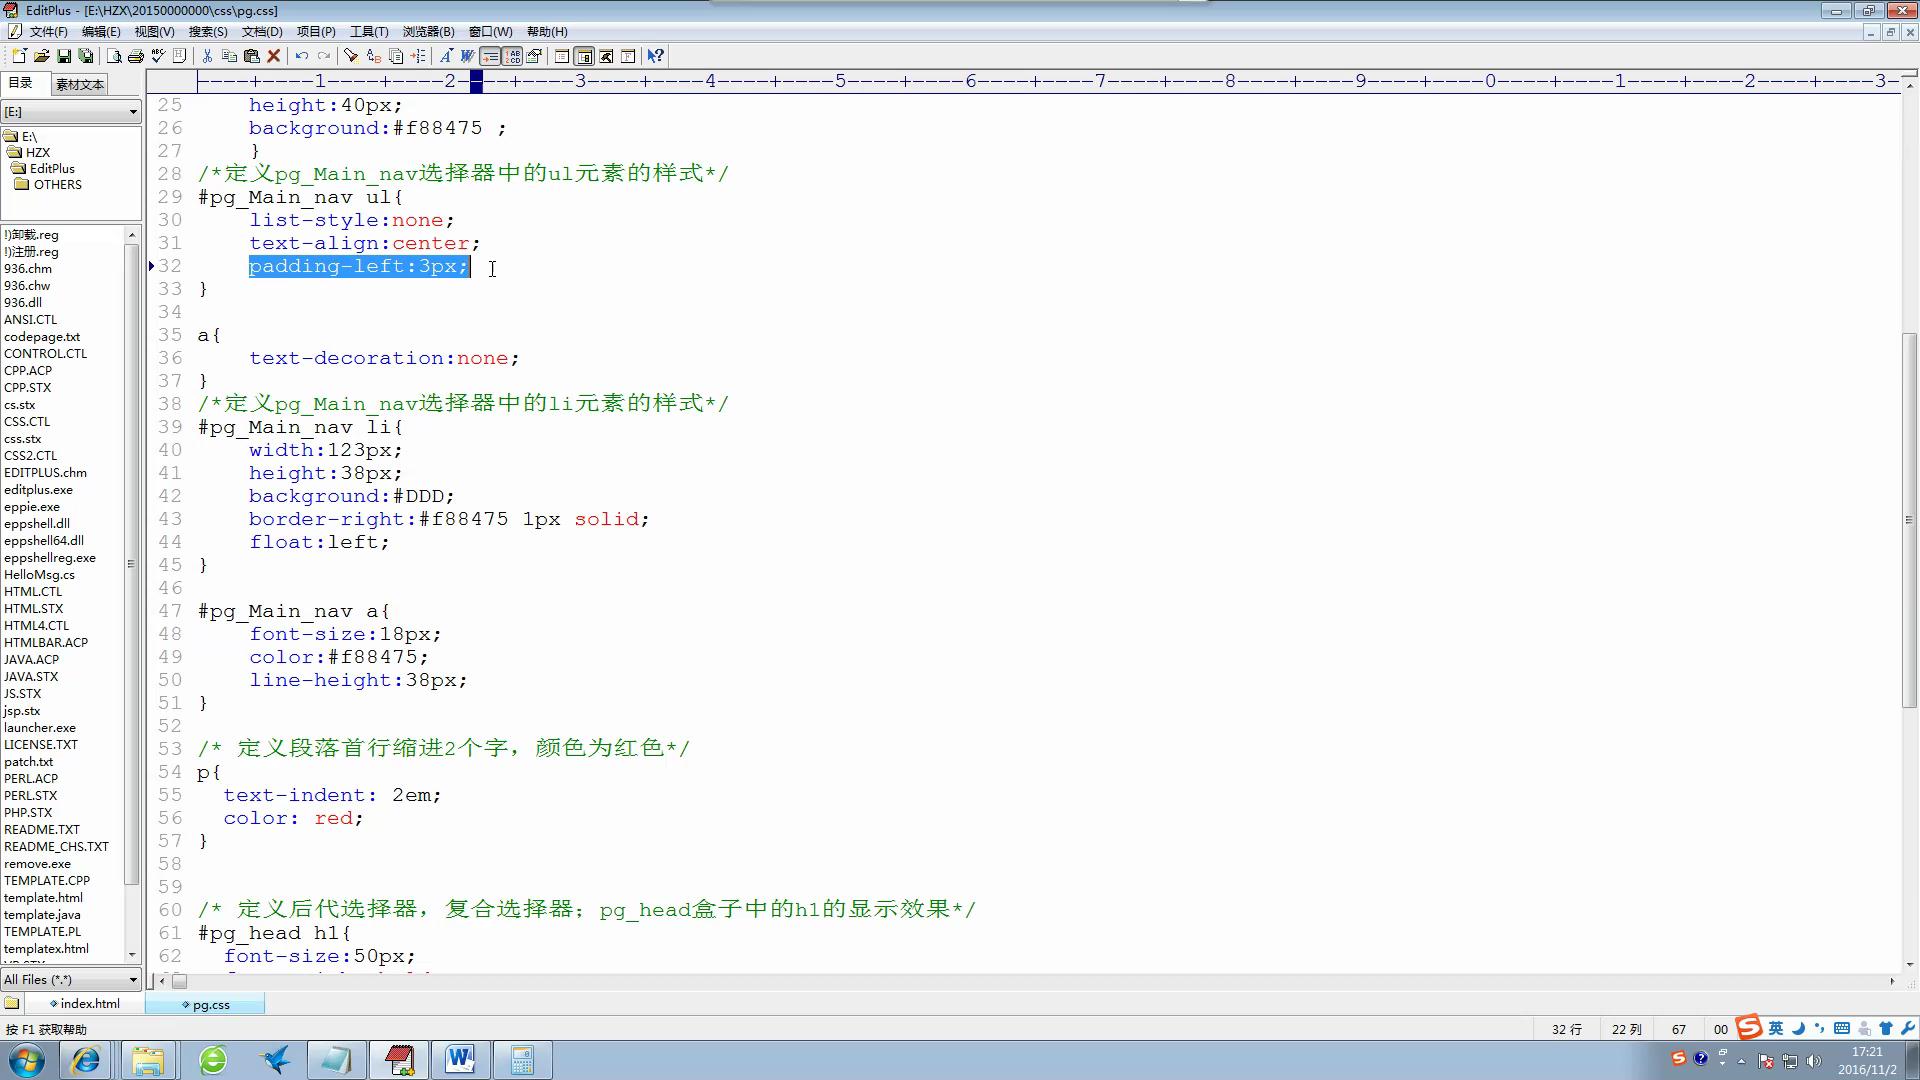 EditPlus - [E:\HZX\20150000000\css\pg.css]
文件(F) 编辑(E) 视图(V) 搜索(S) 文档(D) 项目(P) 工具(T) 浏览器(B) 窗口(W) 帮助(H)
目录 素材文本
[E:]
E:\
HZX
EditPlus
OTHERS
!)卸载.reg
!)注册.reg
936.chm
936.chw
936.dll
ANSI.CTL
codepage.txt
CONTROL.CTL
CPP.ACP
CPP.STX
cs.stx
CSS.CTL
css.stx
CSS2.CTL
EDITPLUS.chm
editplus.exe
eppie.exe
eppshell.dll
eppshell64.dll
eppshellreg.exe
HelloMsg.cs
HTML.CTL
HTML.STX
HTML4.CTL
HTMLBAR.ACP
JAVA.ACP
JAVA.STX
JS.STX
jsp.stx
launcher.exe
LICENSE.TXT
patch.txt
PERL.ACP
PERL.STX
PHP.STX
README.TXT
README_CHS.TXT
remove.exe
TEMPLATE.CPP
template.html
template.java
TEMPLATE.PL
templatex.html
All Files (*.*)
----+----1----+----2----+----3----+----4----+----5----+----6----+----7----+----8----+----9----+----0----+----1----+----2----+----3-
25 height:40px;
26 background:#f88475 ;
27 }
28 /*定义pg_Main_nav选择器中的ul元素的样式*/
29 #pg_Main_nav ul{
30 list-style:none;
31 text-align:center;
32 padding-left:3px;
33 }
34
35 a{
36 text-decoration:none;
37 }
38 /*定义pg_Main_nav选择器中的li元素的样式*/
39 #pg_Main_nav li{
40 width:123px;
41 height:38px;
42 background:#DDD;
43 border-right:#f88475 1px solid;
44 float:left;
45 }
46
47 #pg_Main_nav a{
48 font-size:18px;
49 color:#f88475;
50 line-height:38px;
51 }
52
53 /* 定义段落首行缩进2个字，颜色为红色*/
54 p{
55 text-indent: 2em;
56 color: red;
57 }
58
59
60 /* 定义后代选择器，复合选择器；pg_head盒子中的h1的显示效果*/
61 #pg_head h1{
62 font-size:50px;
index.html pg.css
按 F1 获取帮助 32 行 22 列 67 00 英
17:21
2016/11/2